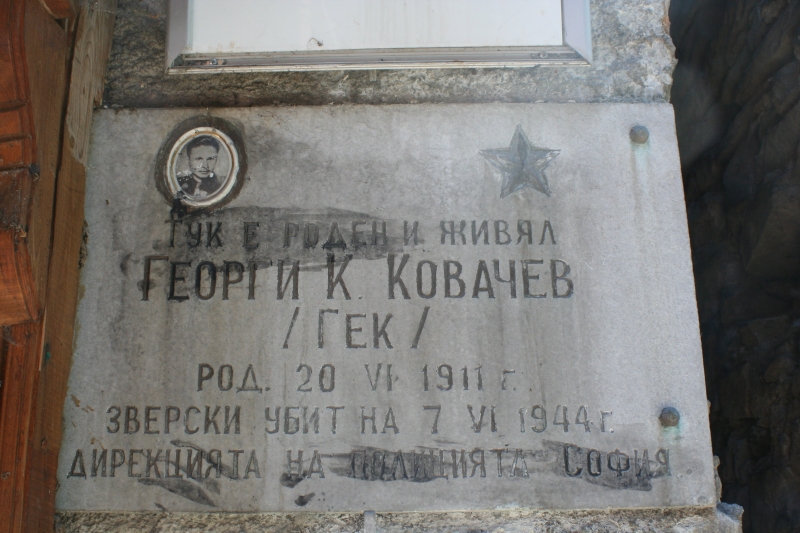 ТУК Е РОДЕН И ЖИВЯЛ
ГЕОРГИ К. КОВАЧЕВ
/ГЕК/
РОД. 20 VI 1911 г.
ЗВЕРСКИ УБИТ НА 7 VI 1944 г.
ДИРЕКЦИЯТА НА ПОЛИЦИЯТА СОФИЯ